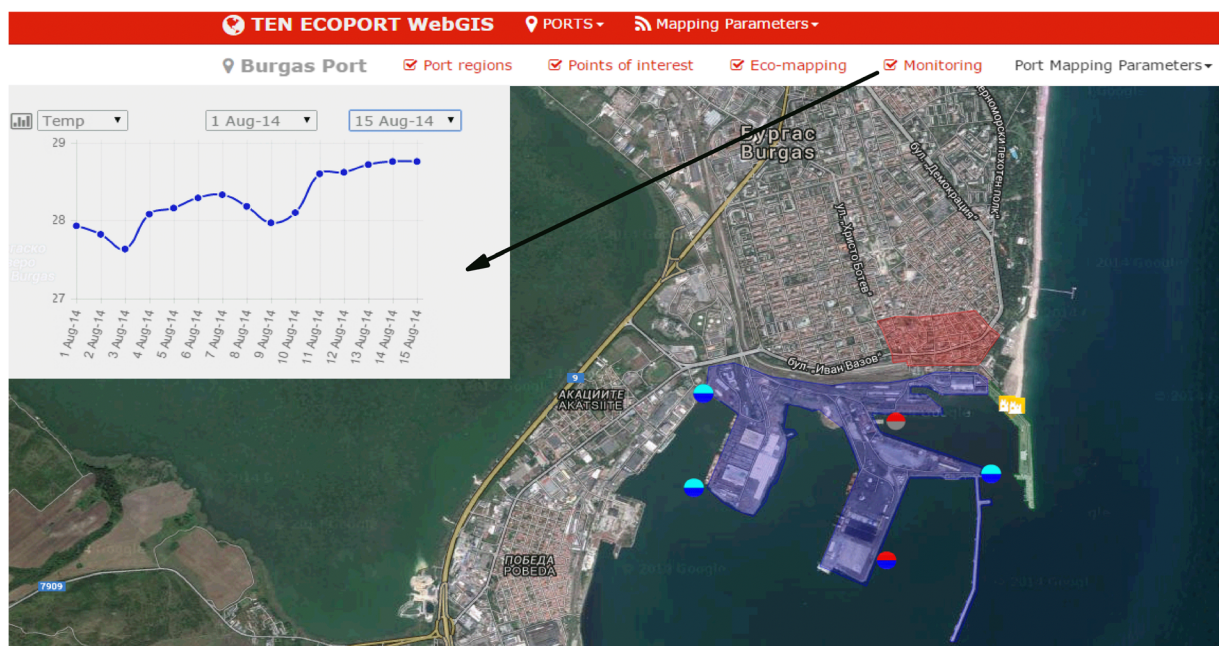 TEN ECOPORT WebGIS PORTS Mapping Parameters
Burgas Port Port regions Points of interest Eco-mapping Monitoring Port Mapping Parameters
Temp 1 Aug-14 15 Aug-14
29
28
27
1 Aug-14
2 Aug-14
3 Aug-14
4 Aug-14
5 Aug-14
6 Aug-14
7 Aug-14
8 Aug-14
9 Aug-14
10 Aug-14
11 Aug-14
12 Aug-14
13 Aug-14
14 Aug-14
15 Aug-14
Бургас
Burgas
бул. „Демокрация"
ул. „Христо Ботев"
бул. „Иван Вазов"
9
АКАЦИИТЕ
AKATSIITE
ПОБЕДА
POBEDA
7909
Burgas
© 2014 Google